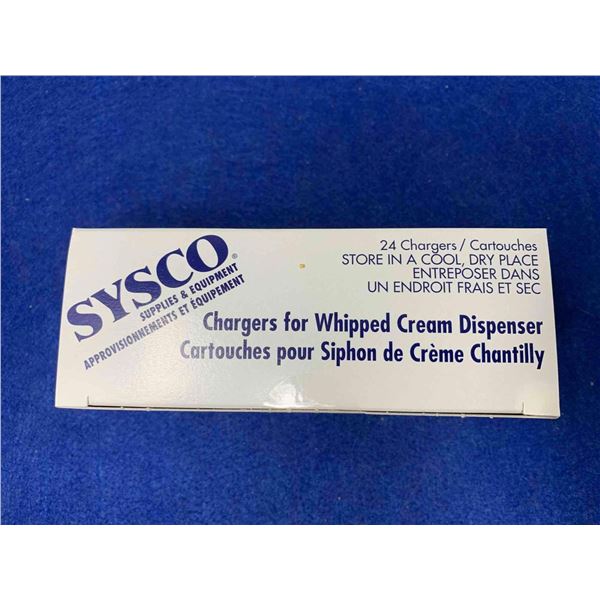 SYSCO®
SUPPLIES & EQUIPMENT
APPROVISIONNEMENTS ET ÉQUIPEMENT
24 Chargers / Cartouches
STORE IN A COOL, DRY PLACE
ENTREPOSER DANS
UN ENDROIT FRAIS ET SEC
Chargers for Whipped Cream Dispenser
Cartouches pour Siphon de Crème Chantilly